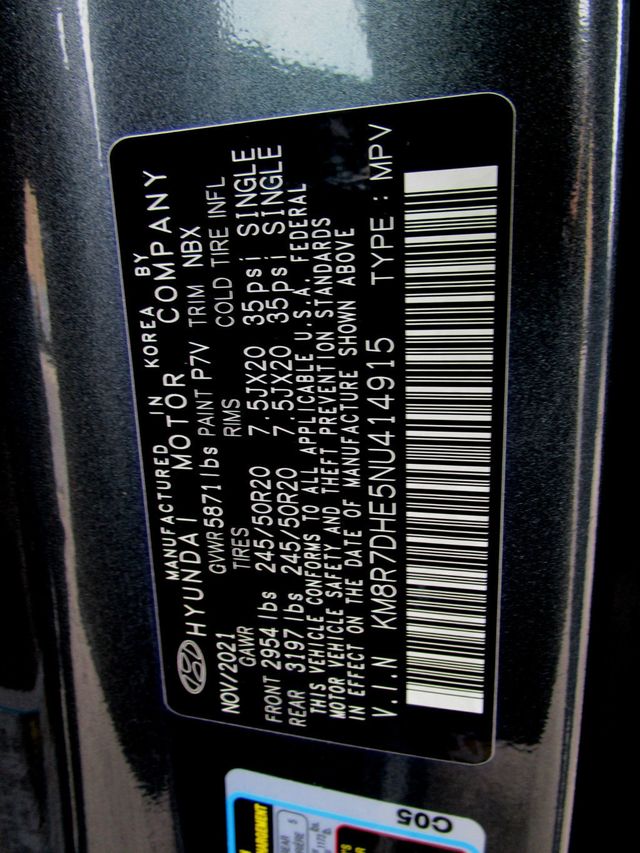 MANUFACTURED IN KOREA BY
HYUNDAI MOTOR COMPANY
NOV/2021 GVWR 5871 lbs PAINT P7V TRIM NBX
GAWR TIRES RIMS COLD TIRE INFL
FRONT 2954 lbs 245/50R20 7.5JX20 35psi SINGLE
REAR 3197 lbs 245/50R20 7.5JX20 35psi SINGLE
THIS VEHICLE CONFORMS TO ALL APPLICABLE U.S.A. FEDERAL
MOTOR VEHICLE SAFETY AND THEFT PREVENTION STANDARDS
IN EFFECT ON THE DATE OF MANUFACTURE SHOWN ABOVE
V.I.N KM8R7DHE5NU414915 TYPE : MPV
C05